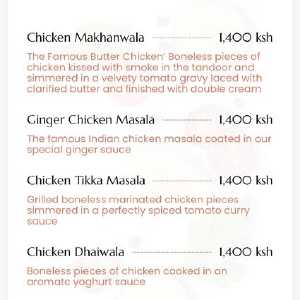 Chicken Makhanwala 1,400 ksh
The Famous Butter Chicken' Boneless pieces of
chicken kissed with smoke in the tandoor and
simmered in a velvety tomato gravy laced with
clarified butter and finished with double cream
Ginger Chicken Masala 1,400 ksh
The famous Indian chicken masala coated in our
special ginger sauce
Chicken Tikka Masala 1,400 ksh
Grilled boneless marinated chicken pieces
simmered in a perfectly spiced tomato curry
sauce
Chicken Dhaiwala 1,400 ksh
Boneless pieces of chicken cooked in an
aromatc yoghurt sauce